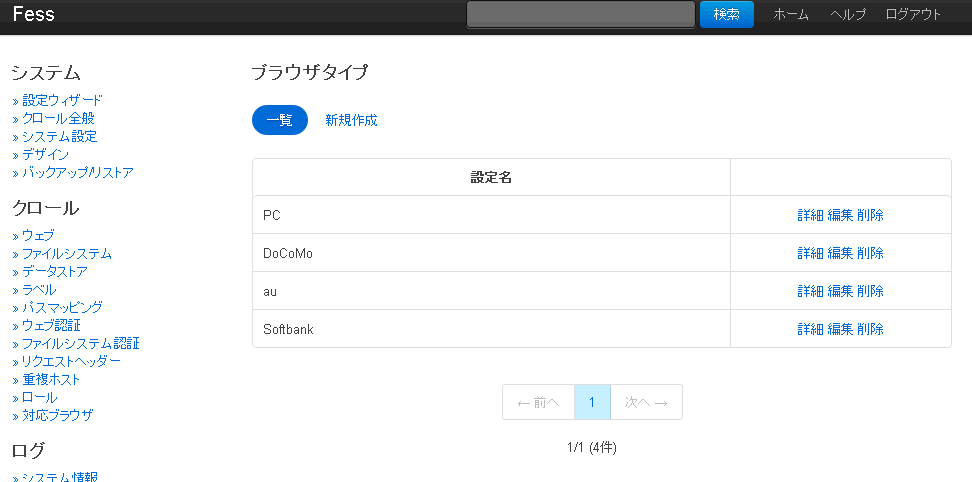 Fess
検索 ホーム ヘルプ ログアウト
システム
» 設定ウィザード
» クロール全般
» システム設定
» デザイン
» バックアップ/リストア
クロール
» ウェブ
» ファイルシステム
» データストア
» ラベル
» パスマッピング
» ウェブ認証
» ファイルシステム認証
» リクエストヘッダー
» 重複ホスト
» ロール
» 対応ブラウザ
ログ
» システム情報
ブラウザタイプ
一覧 新規作成
設定名
PC 詳細 編集 削除
DoCoMo 詳細 編集 削除
au 詳細 編集 削除
Softbank 詳細 編集 削除
← 前へ 1 次へ →
1/1 (4件)